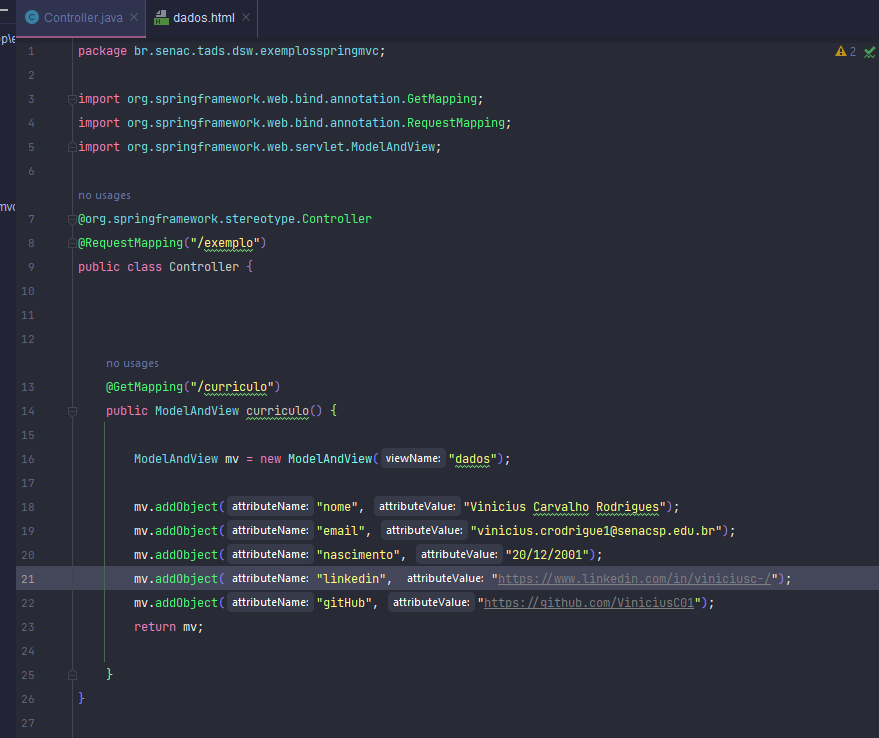 Controller.java
dados.html
1 package br.senac.tads.dsw.exemplosspringmvc;
2
3 import org.springframework.web.bind.annotation.GetMapping;
4 import org.springframework.web.bind.annotation.RequestMapping;
5 import org.springframework.web.servlet.ModelAndView;
2
6
no usages
7 @org.springframework.stereotype.Controller
8 @RequestMapping("/exemplo")
9 public class Controller {
10
11
12
no usages
13 @GetMapping("/curriculo")
14 public ModelAndView curriculo() {
15
16 ModelAndView mv = new ModelAndView( viewName: "dados");
17
18 mv.addObject( attributeName: "nome", attributeValue: "Vinicius Carvalho Rodrigues");
19 mv.addObject( attributeName: "email", attributeValue: "vinicius.crodrigue1@senacsp.edu.br");
20 mv.addObject( attributeName: "nascimento", attributeValue: "20/12/2001");
21 mv.addObject( attributeName: "linkedin", attributeValue: "https://www.linkedin.com/in/viniciusc-/");
22 mv.addObject( attributeName: "gitHub", attributeValue: "https://github.com/ViniciusC01");
23 return mv;
24
25 }
26 }
27